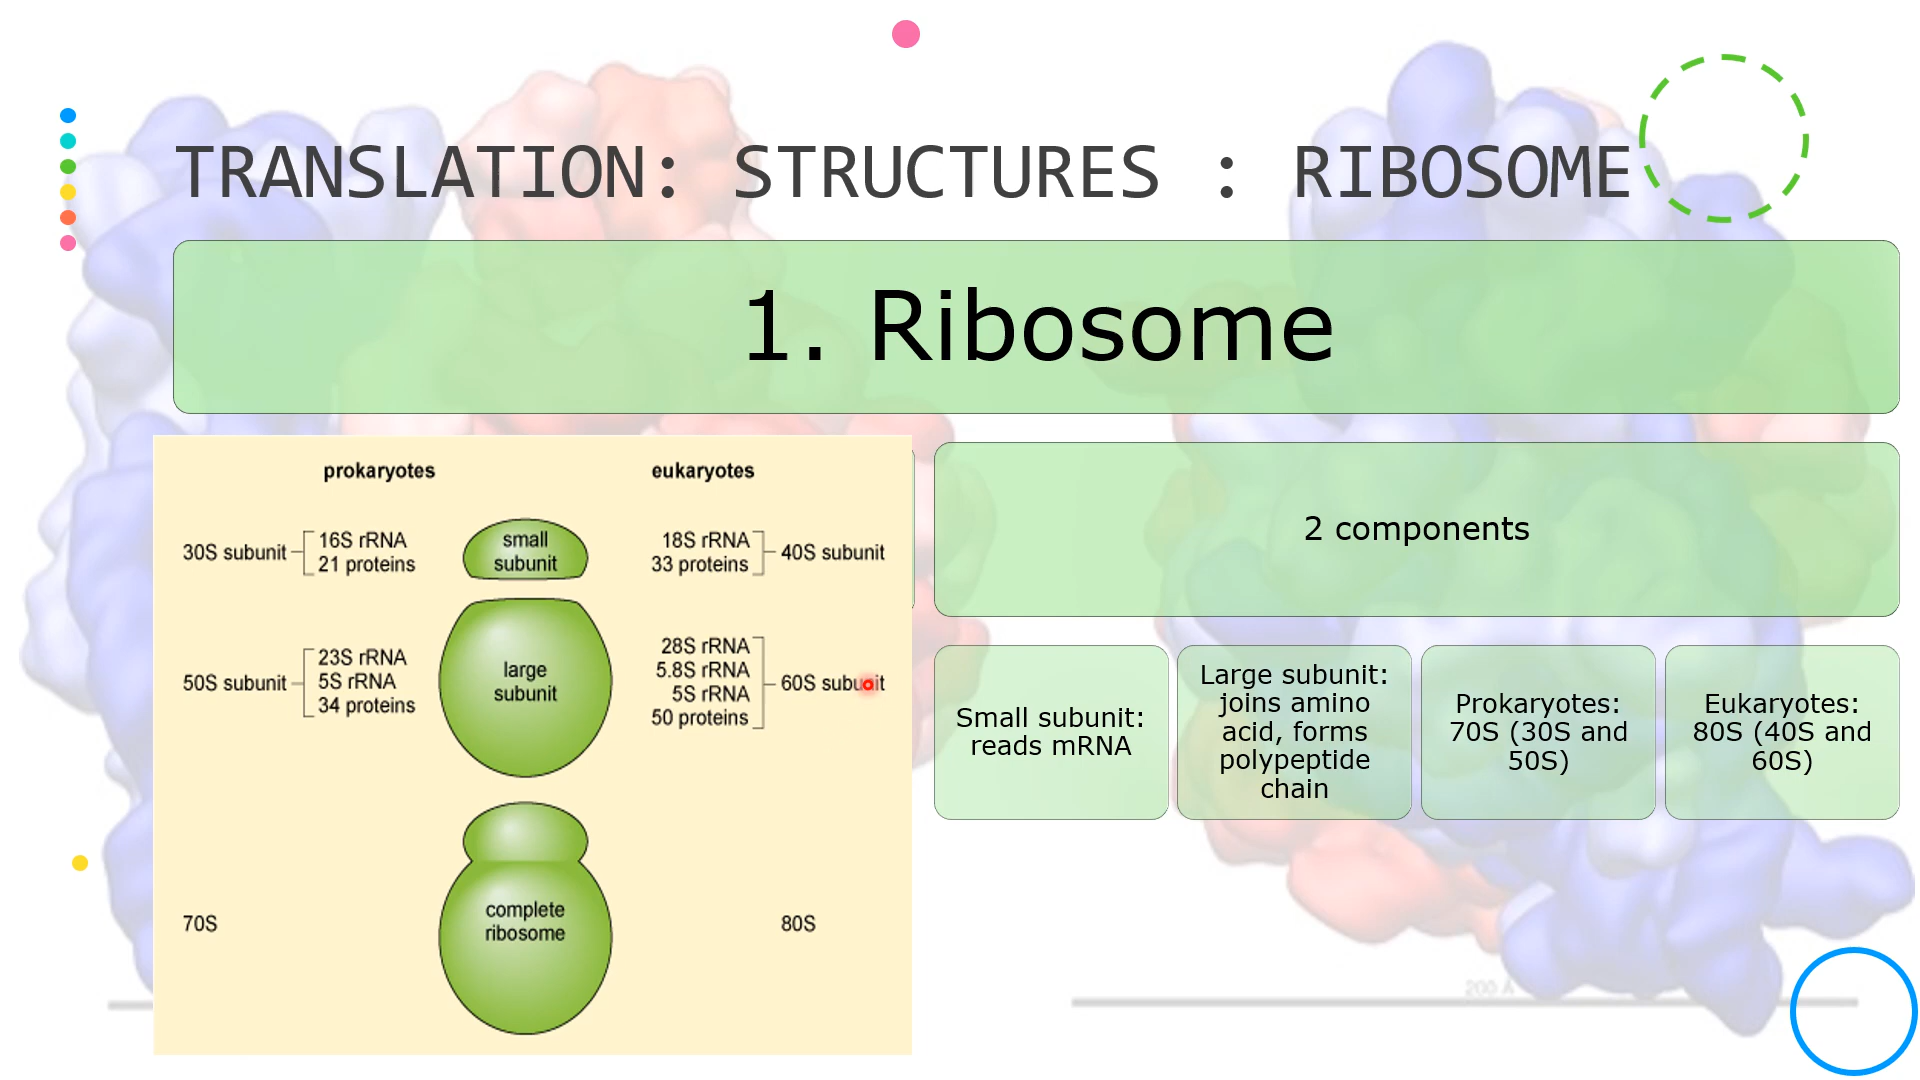 TRANSLATION: STRUCTURES : RIBOSOME
1. Ribosome
prokaryotes
eukaryotes
30S subunit
16S rRNA
21 proteins
small
subunit
18S rRNA
33 proteins
40S subunit
50S subunit
23S rRNA
5S rRNA
34 proteins
large
subunit
28S rRNA
5.8S rRNA
5S rRNA
50 proteins
60S subunit
70S
complete
ribosome
80S
2 components
Small subunit:
reads mRNA
Large subunit:
joins amino
acid, forms
polypeptide
chain
Prokaryotes:
70S (30S and
50S)
Eukaryotes:
80S (40S and
60S)
200 Å